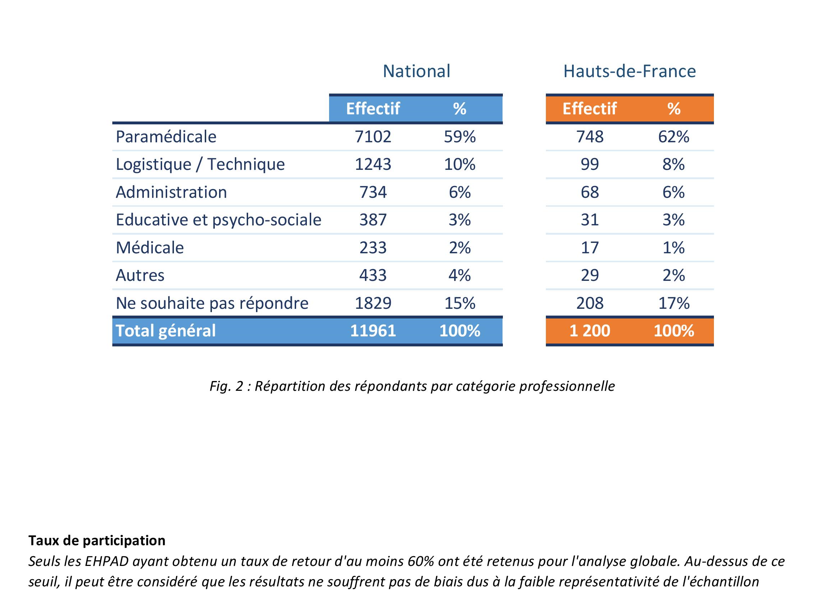 National Hauts-de-France
Effectif % Effectif %
Paramédicale 7102 59% 748 62%
Logistique / Technique 1243 10% 99 8%
Administration 734 6% 68 6%
Educative et psycho-sociale 387 3% 31 3%
Médicale 233 2% 17 1%
Autres 433 4% 29 2%
Ne souhaite pas répondre 1829 15% 208 17%
Total général 11961 100% 1 200 100%
Fig. 2 : Répartition des répondants par catégorie professionnelle
Taux de participation
Seuls les EHPAD ayant obtenu un taux de retour d'au moins 60% ont été retenus pour l'analyse globale. Au-dessus de ce
seuil, il peut être considéré que les résultats ne souffrent pas de biais dus à la faible représentativité de l'échantillon